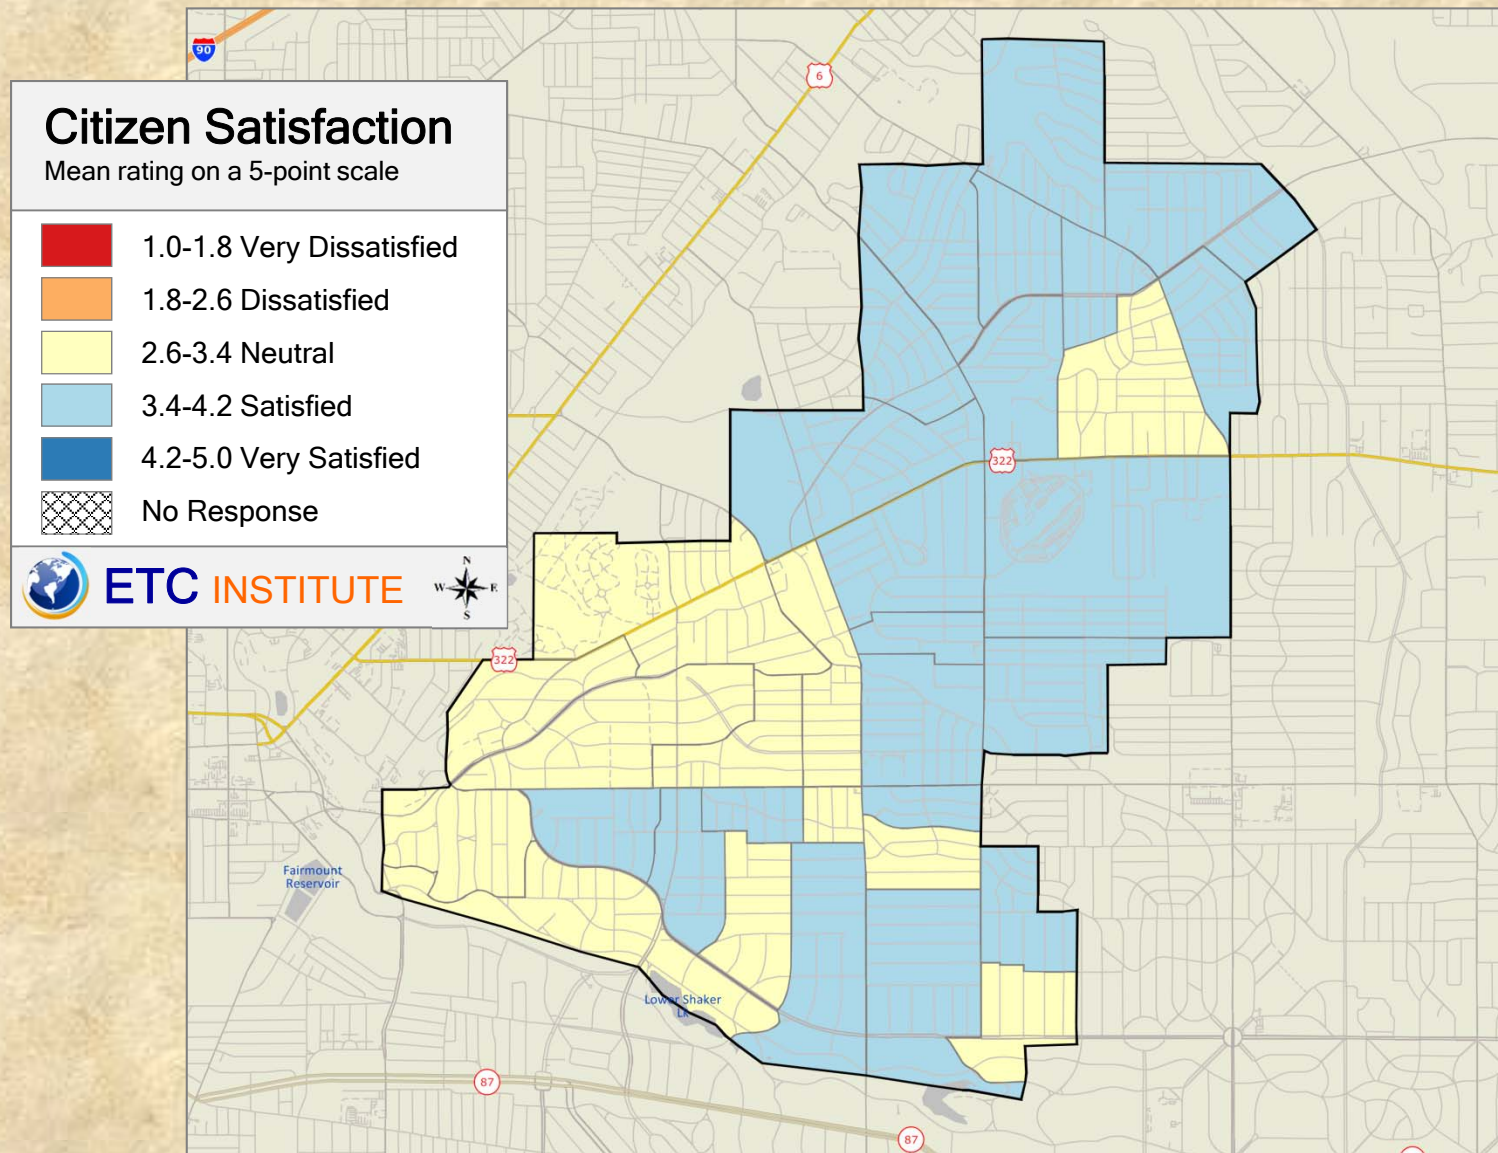 90
6
Citizen Satisfaction
Mean rating on a 5-point scale
1.0-1.8 Very Dissatisfied
1.8-2.6 Dissatisfied
2.6-3.4 Neutral
3.4-4.2 Satisfied
4.2-5.0 Very Satisfied
No Response
ETC INSTITUTE
N
W E
S
322
322
Fairmount
Reservoir
Lower Shaker
Lk
87
87